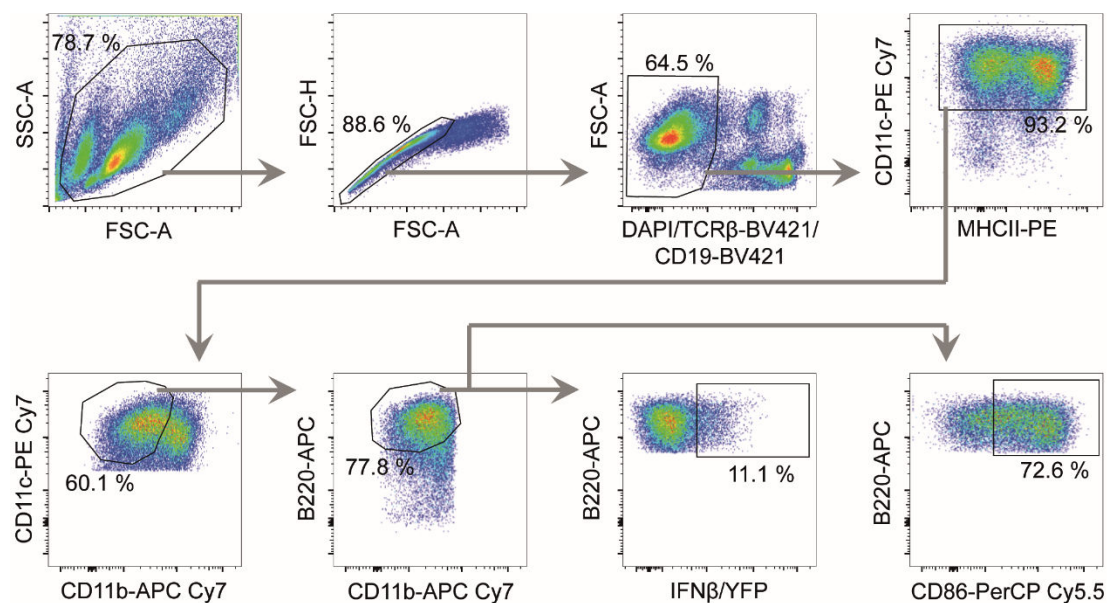 78.7 %
SSC-A
FSC-A
88.6 %
FSC-H
FSC-A
64.5 %
FSC-A
DAPI/TCRβ-BV421/
CD19-BV421
93.2 %
CD11c-PE Cy7
MHCII-PE
60.1 %
CD11c-PE Cy7
CD11b-APC Cy7
77.8 %
B220-APC
CD11b-APC Cy7
11.1 %
B220-APC
IFNβ/YFP
72.6 %
B220-APC
CD86-PerCP Cy5.5